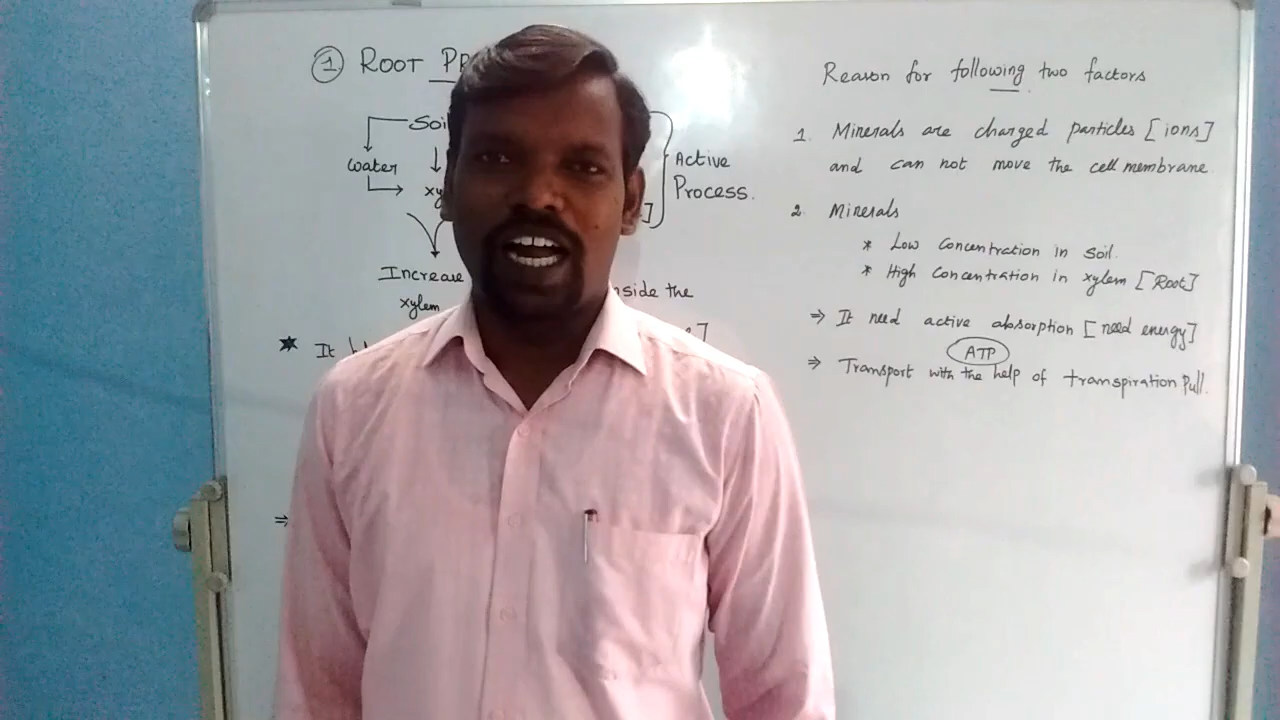 ① ROOT
Soil
water
Active
Process.
Increase
nside the
xylem
It
Reason for following two factors
1. Minerals are charged particles [ions]
and can not move the cell membrane
2. Minerals
* Low concentration in soil.
* High concentration in xylem [Root]
⇒ It need active absorption [need energy]
ATP
⇒ Transport with the help of transpiration Pull.